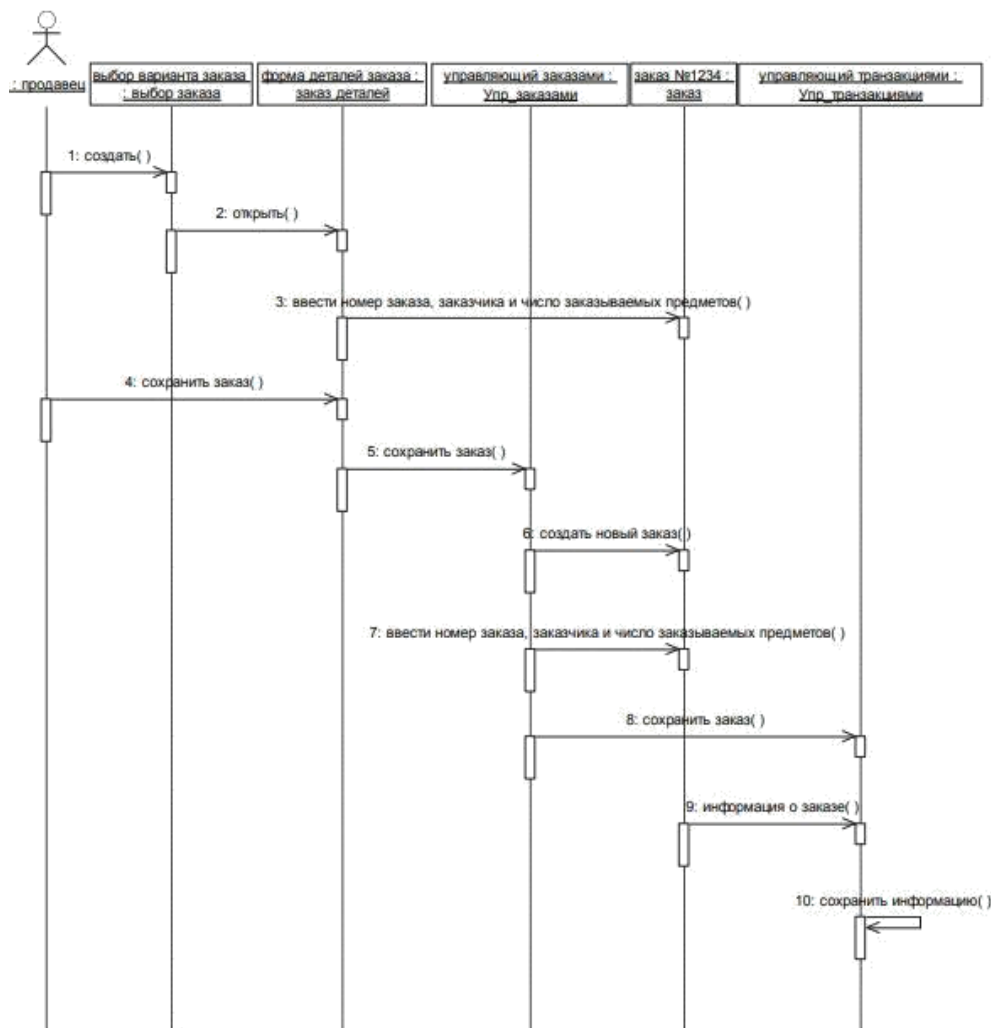 : продавец
выбор варианта заказа
: выбор заказа
форма деталей заказа :
заказ деталей
управляющий заказами :
Упр_заказами
заказ №1234 :
заказ
управляющий транзакциями :
Упр_транзакциями
1: создать( )
2: открыть( )
3: ввести номер заказа, заказчика и число заказываемых предметов( )
4: сохранить заказ( )
5: сохранить заказ( )
6: создать новый заказ( )
7: ввести номер заказа, заказчика и число заказываемых предметов( )
8: сохранить заказ( )
9: информация о заказе( )
10: сохранить информацию( )